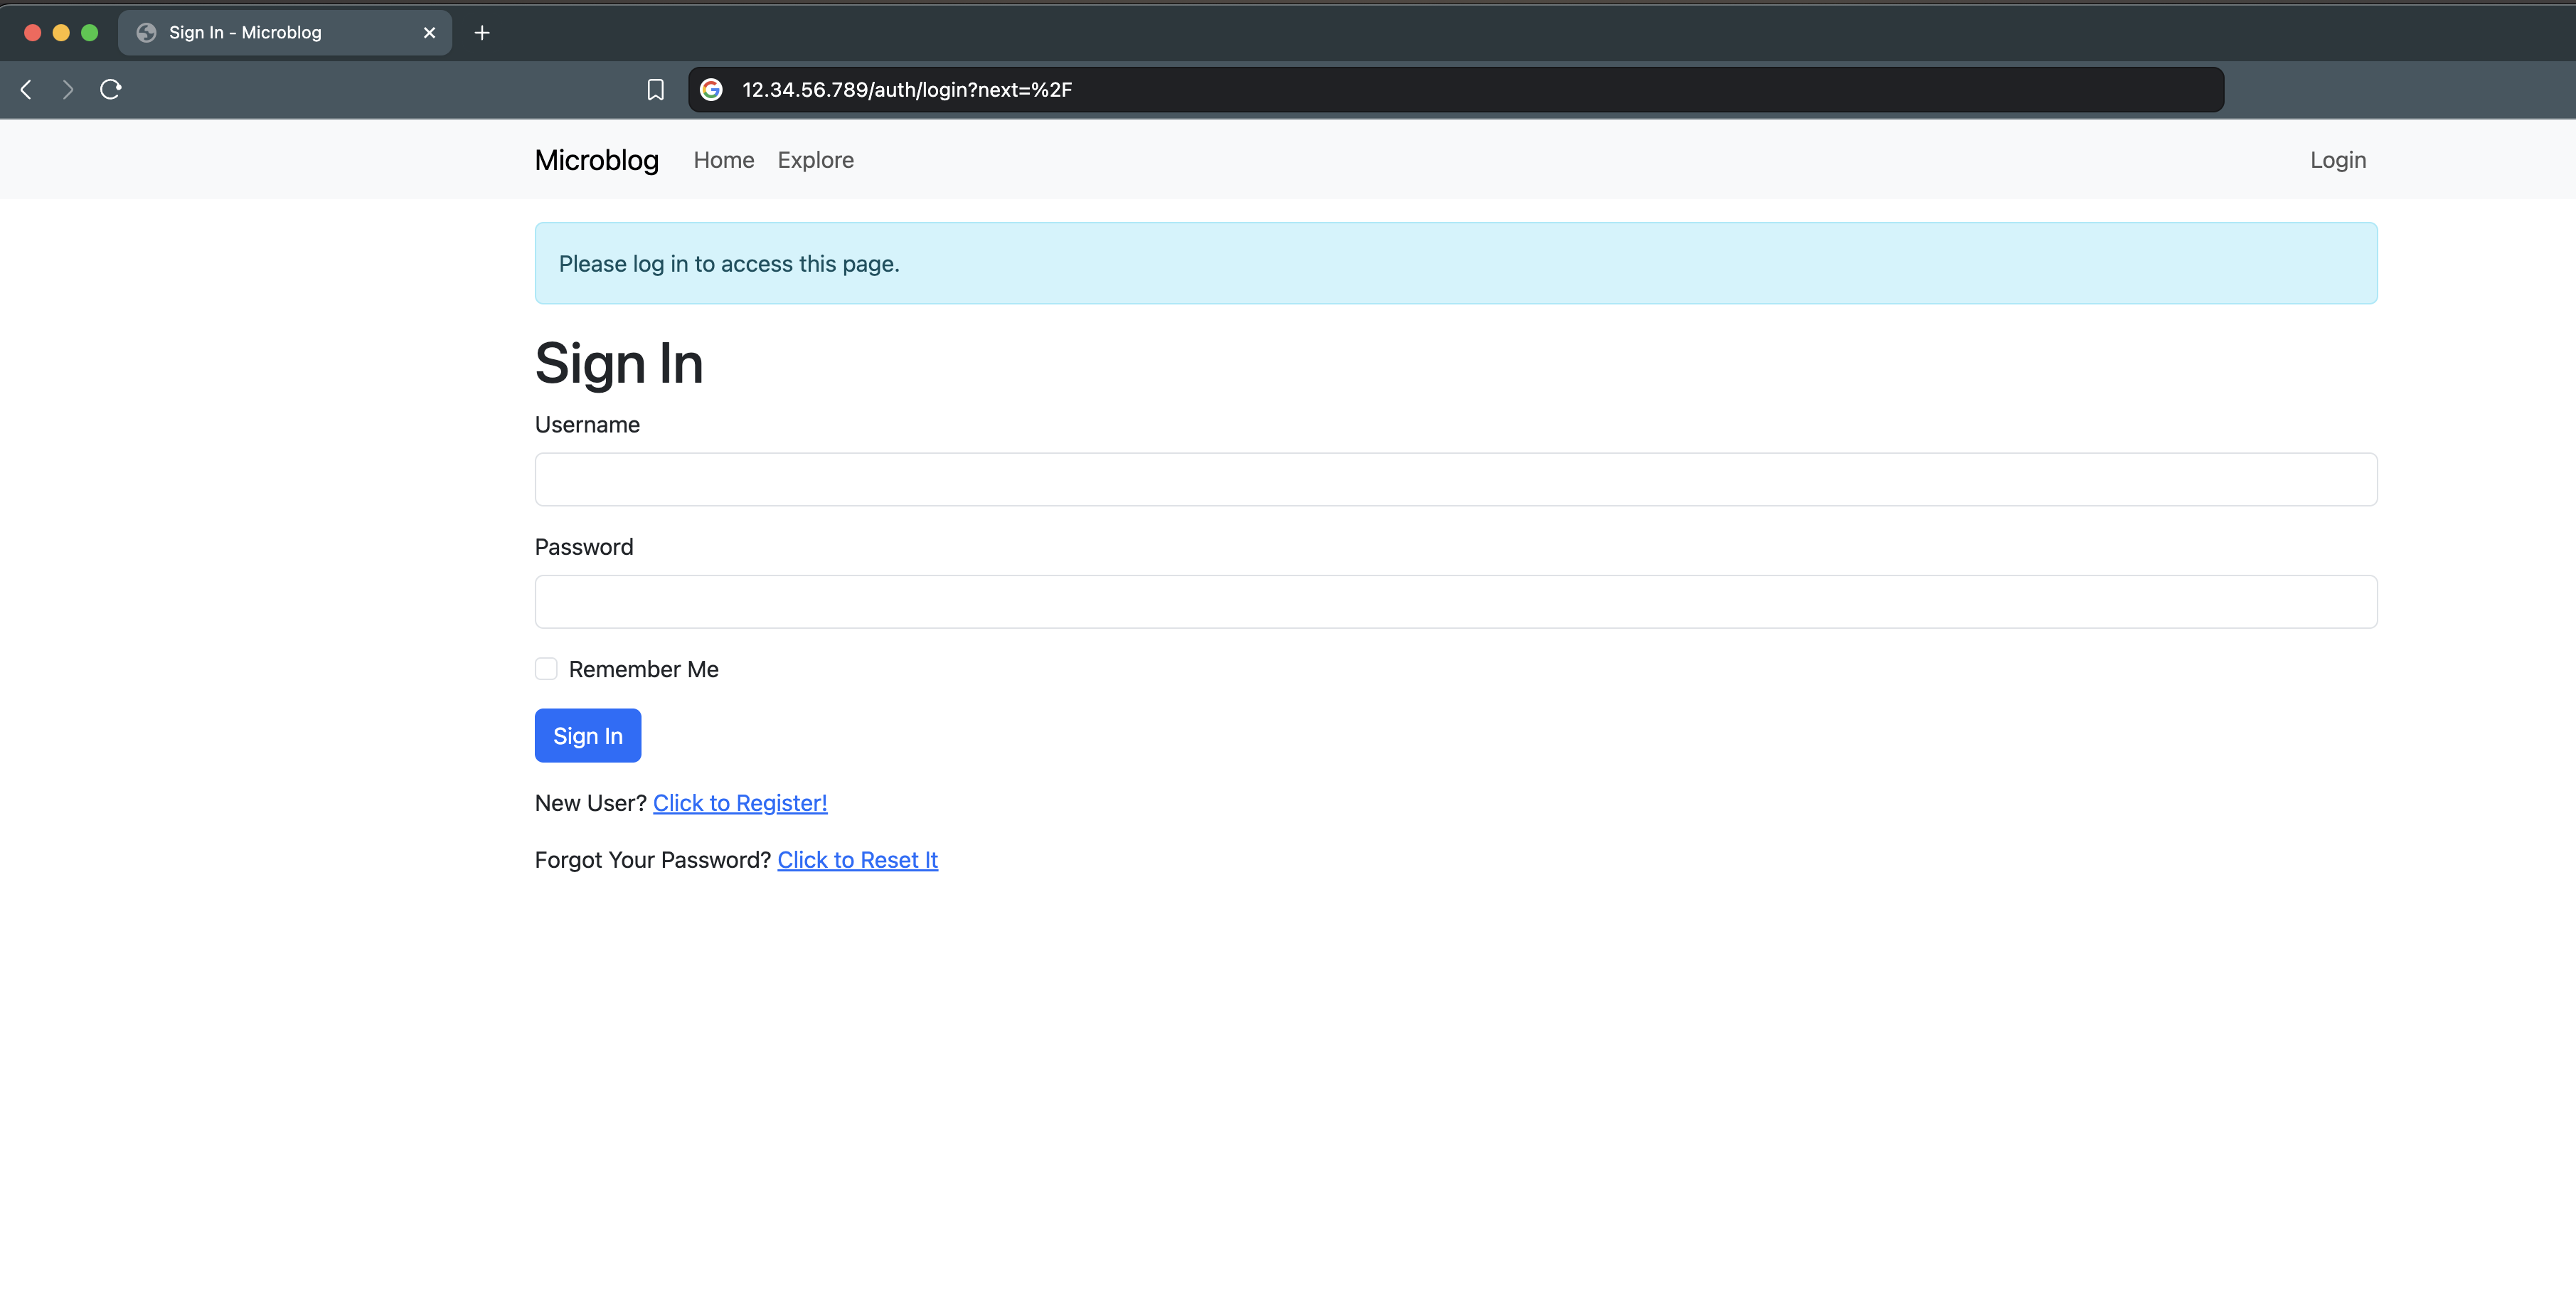 Sign In - Microblog
12.34.56.789/auth/login?next=%2F
Microblog Home Explore Login
Please log in to access this page.
Sign In
Username
Password
Remember Me
Sign In
New User? Click to Register!
Forgot Your Password? Click to Reset It